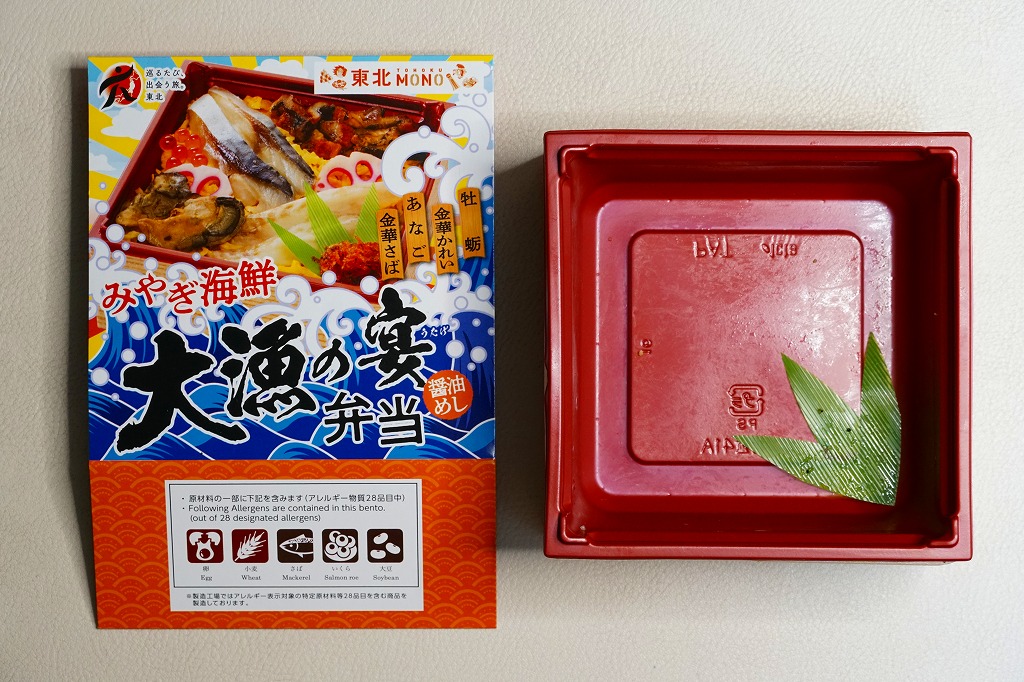 巡るたび、
出会う旅。
東北
TOHOKU
東北MONO
牡蛎
金華かれい
あなご
金華さば
みやぎ海鮮
大漁の宴
うたげ
弁当
醤油
めし
・原材料の一部に下記を含みます（アレルギー物質28品目中）
・Following Allergens are contained in this bento.
(out of 28 designated allergens)
卵 小麦 さば いくら 大豆
Egg Wheat Mackerel Salmon roe Soybean
※製造工場ではアレルギー表示対象の特定原材料等28品目を含む商品を
製造しております。
プラ
PS